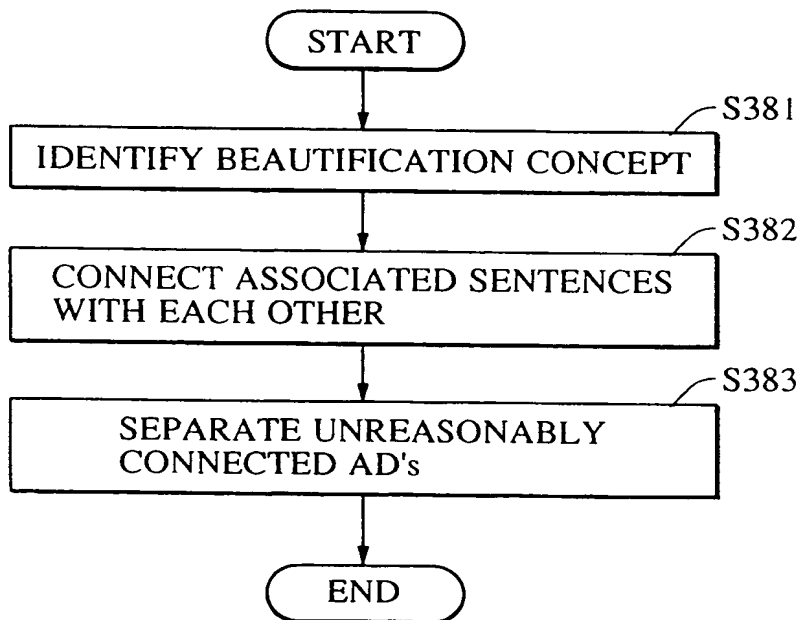 START
S381
IDENTIFY BEAUTIFICATION CONCEPT
S382
CONNECT ASSOCIATED SENTENCES
WITH EACH OTHER
S383
SEPARATE UNREASONABLY
CONNECTED AD's
END